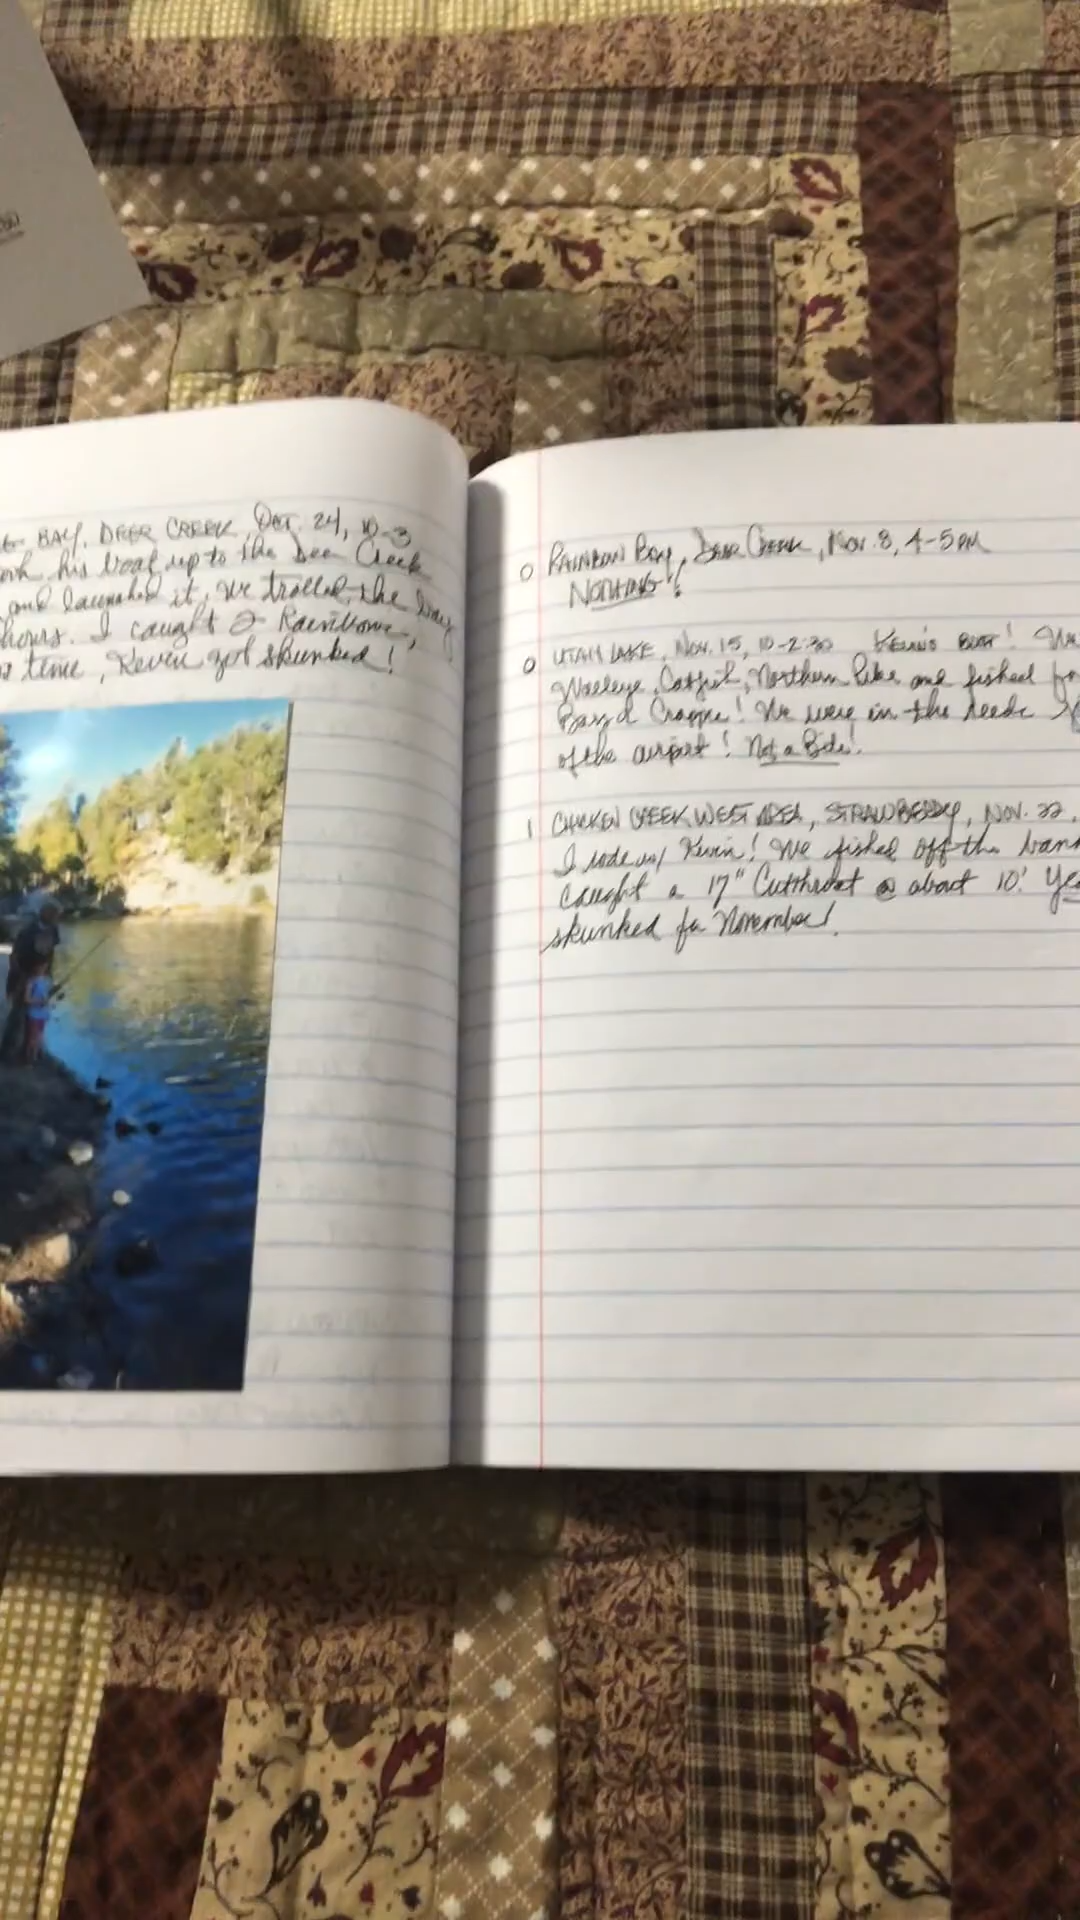 BAY, DEER CREEK, OCT. 24, 10-3
his boat up to the Deer Creek
and launched it, we trolled the bay
hours. I caught 2 Rainbows,
time, Kevin got skunked!
RAINBOW BAY, DEER CREEK, NOV. 8, 4-5 PM
0
NOTHING!
0 UTAH LAKE, NOV. 15, 10-2:30 KEVIN'S BOAT!
Walleye, Catfish, Northern Pike and fished
Crappie! We were in the reeds
of the airport! Not a Bite!
1 CHICKEN CREEK WEST AREA, STRAWBERRY, NOV. 22,
I rode w/ Kevin! We fished off the
caught a 17" Cutthroat @ about 10!
skunked for November!